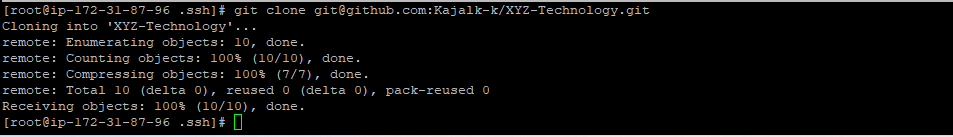 [root@ip-172-31-87-96 .ssh]# git clone git@github.com:Kajalk-k/XYZ-Technology.git
Cloning into 'XYZ-Technology'...
remote: Enumerating objects: 10, done.
remote: Counting objects: 100% (10/10), done.
remote: Compressing objects: 100% (7/7), done.
remote: Total 10 (delta 0), reused 0 (delta 0), pack-reused 0
Receiving objects: 100% (10/10), done.
[root@ip-172-31-87-96 .ssh]#